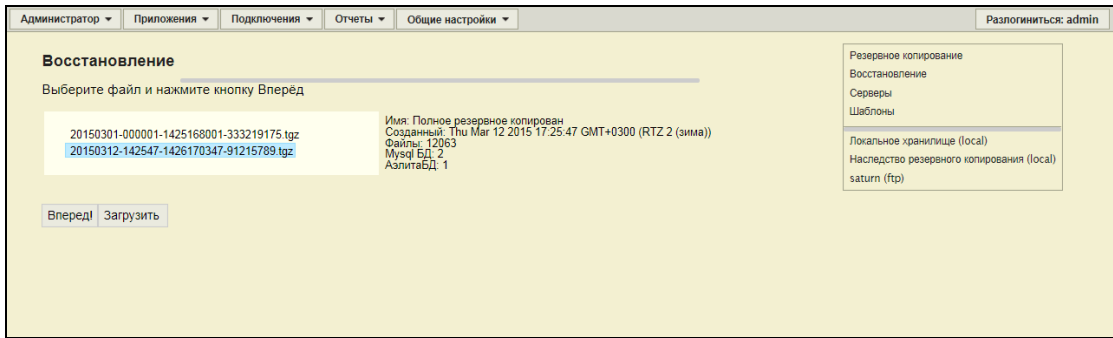 Администратор Приложения Подключения Отчеты Общие настройки Разлогиниться: admin
Восстановление
Выберите файл и нажмите кнопку Вперёд
20150301-000001-1425168001-333219175.tgz
20150312-142547-1426170347-91215789.tgz
Имя: Полное резервное копирован
Созданный: Thu Mar 12 2015 17:25:47 GMT+0300 (RTZ 2 (зима))
Файлы: 12063
Mysql БД: 2
АэлитаБД: 1
Вперед! Загрузить
Резервное копирование
Восстановление
Серверы
Шаблоны
Локальное хранилище (local)
Наследство резервного копирования (local)
saturn (ftp)